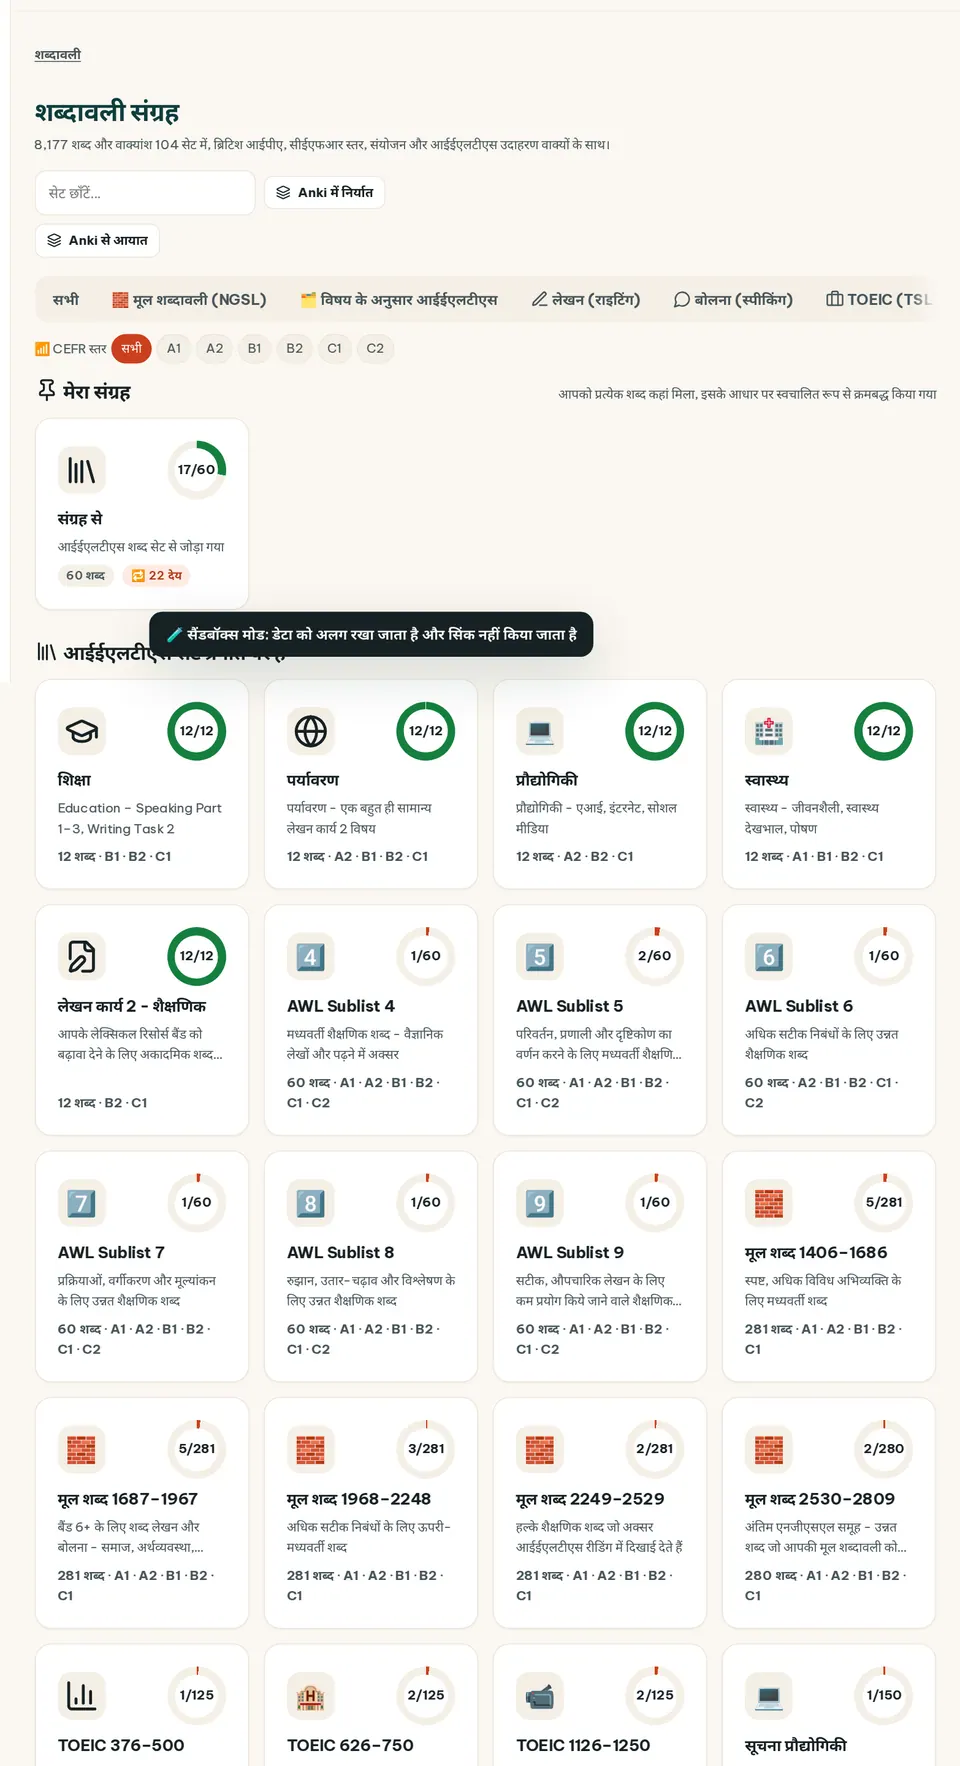 शब्दावली
शब्दावली संग्रह
8,177 शब्द और वाक्यांश 104 सेट में, ब्रिटिश आईपीए, सीईएफआर स्तर, संयोजन और आईईएलटीएस उदाहरण वाक्यों के साथ।
सेट छाँटें...
Anki में निर्यात
Anki से आयात
सभी मूल शब्दावली (NGSL) विषय के अनुसार आईईएलटीएस लेखन (राइटिंग) बोलना (स्पीकिंग) TOEIC (TSL
CEFR स्तर सभी A1 A2 B1 B2 C1 C2
मेरा संग्रह
आपको प्रत्येक शब्द कहां मिला, इसके आधार पर स्वचालित रूप से क्रमबद्ध किया गया
17/60
संग्रह से
आईईएलटीएस शब्द सेट से जोड़ा गया
60 शब्द 22 देय
सैंडबॉक्स मोड: डेटा को अलग रखा जाता है और सिंक नहीं किया जाता है
12/12
शिक्षा
Education – Speaking Part
1–3, Writing Task 2
12 शब्द · B1 · B2 · C1
12/12
पर्यावरण
पर्यावरण – एक बहुत ही सामान्य
लेखन कार्य 2 विषय
12 शब्द · A2 · B1 · B2 · C1
12/12
प्रौद्योगिकी
प्रौद्योगिकी – एआई, इंटरनेट, सोशल
मीडिया
12 शब्द · A2 · B2 · C1
12/12
स्वास्थ्य
स्वास्थ्य – जीवनशैली, स्वास्थ्य
देखभाल, पोषण
12 शब्द · A1 · B1 · B2 · C1
12/12
लेखन कार्य 2 – शैक्षणिक
आपके लेक्सिकल रिसोर्स बैंड को
बढ़ावा देने के लिए अकादमिक शब्द...
12 शब्द · B2 · C1
4
1/60
AWL Sublist 4
मध्यवर्ती शैक्षणिक शब्द – वैज्ञानिक
लेखों और पढ़ने में अक्सर
60 शब्द · A1 · A2 · B1 · B2 ·
C1 · C2
5
2/60
AWL Sublist 5
परिवर्तन, प्रणाली और दृष्टिकोण का
वर्णन करने के लिए मध्यवर्ती शैक्षणि...
60 शब्द · A1 · A2 · B1 · B2 ·
C1 · C2
6
1/60
AWL Sublist 6
अधिक सटीक निबंधों के लिए उन्नत
शैक्षणिक शब्द
60 शब्द · A2 · B1 · B2 · C1 ·
C2
7
1/60
AWL Sublist 7
प्रक्रियाओं, वर्गीकरण और मूल्यांकन
के लिए उन्नत शैक्षणिक शब्द
60 शब्द · A1 · A2 · B1 · B2 ·
C1 · C2
8
1/60
AWL Sublist 8
रुझान, उतार-चढ़ाव और विश्लेषण के
लिए उन्नत शैक्षणिक शब्द
60 शब्द · A1 · A2 · B1 · B2 ·
C1 · C2
9
1/60
AWL Sublist 9
सटीक, औपचारिक लेखन के लिए
कम प्रयोग किये जाने वाले शैक्षणिक...
60 शब्द · A1 · A2 · B1 · B2 ·
C1 · C2
5/281
मूल शब्द 1406–1686
स्पष्ट, अधिक विविध अभिव्यक्ति के
लिए मध्यवर्ती शब्द
281 शब्द · A1 · A2 · B1 · B2 ·
C1
5/281
मूल शब्द 1687–1967
बैंड 6+ के लिए शब्द लेखन और
बोलना – समाज, अर्थव्यवस्था,...
281 शब्द · A1 · A2 · B1 · B2 ·
C1
3/281
मूल शब्द 1968–2248
अधिक सटीक निबंधों के लिए ऊपरी-
मध्यवर्ती शब्द
281 शब्द · A1 · A2 · B1 · B2 ·
C1
2/281
मूल शब्द 2249–2529
हल्के शैक्षणिक शब्द जो अक्सर
आईईएलटीएस रीडिंग में दिखाई देते हैं
281 शब्द · A1 · A2 · B1 · B2 ·
C1
2/280
मूल शब्द 2530–2809
अंतिम एनजीएसएल समूह – उन्नत
शब्द जो आपकी मूल शब्दावली को...
280 शब्द · A1 · A2 · B1 · B2 ·
C1
1/125
TOEIC 376–500
H
2/125
TOEIC 626–750
2/125
TOEIC 1126–1250
1/150
सूचना प्रौद्योगिकी